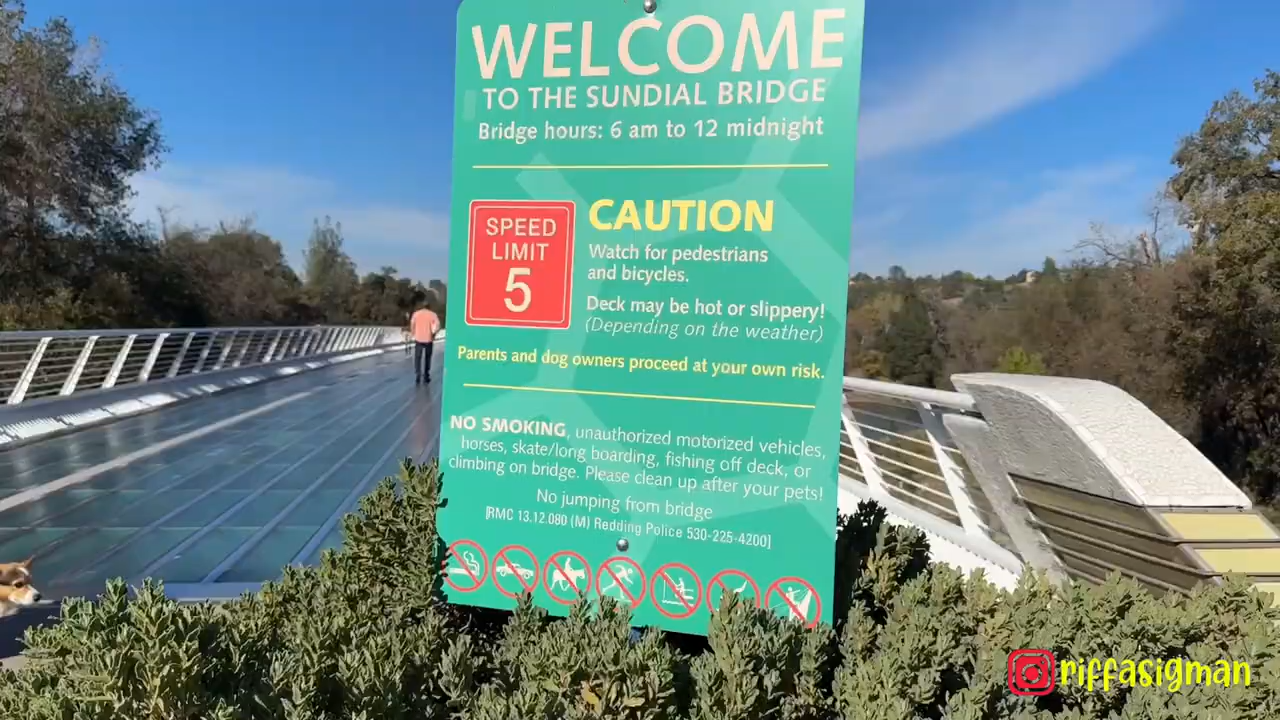 WELCOME
TO THE SUNDIAL BRIDGE
Bridge hours: 6 am to 12 midnight
SPEED
LIMIT
5
CAUTION
Watch for pedestrians
and bicycles.
Deck may be hot or slippery!
(Depending on the weather)
Parents and dog owners proceed at your own risk.
NO SMOKING, unauthorized motorized vehicles,
horses, skate/long boarding, fishing off deck, or
climbing on bridge. Please clean up after your pets!
No jumping from bridge
[RMC 13.12.080 (M) Redding Police 530-225-4200]
riffasigman